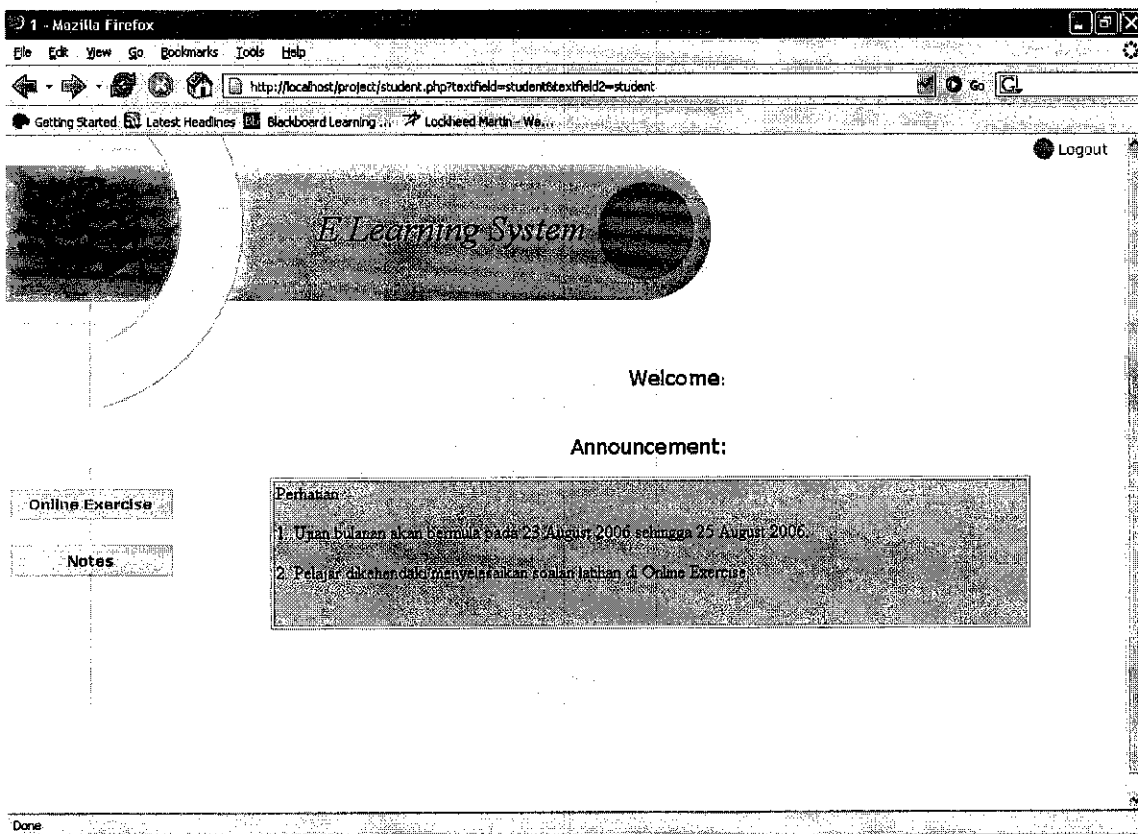 1 - Mozilla Firefox
File Edit View Go Bookmarks Tools Help
http://localhost/project/student.php?textfield=student&textfield2=student Go G
Getting Started Latest Headlines Blackboard Learning ... Lockheed Martin - We...
Logout
E Learning System
Welcome:
Announcement:
Perhatian :
1. Ujian bulanan akan bermula pada 23 August 2006 sehingga 25 August 2006.
2. Pelajar dikehendaki menyelesaikan soalan latihan di Online Exercise
Online Exercise
Notes
Done